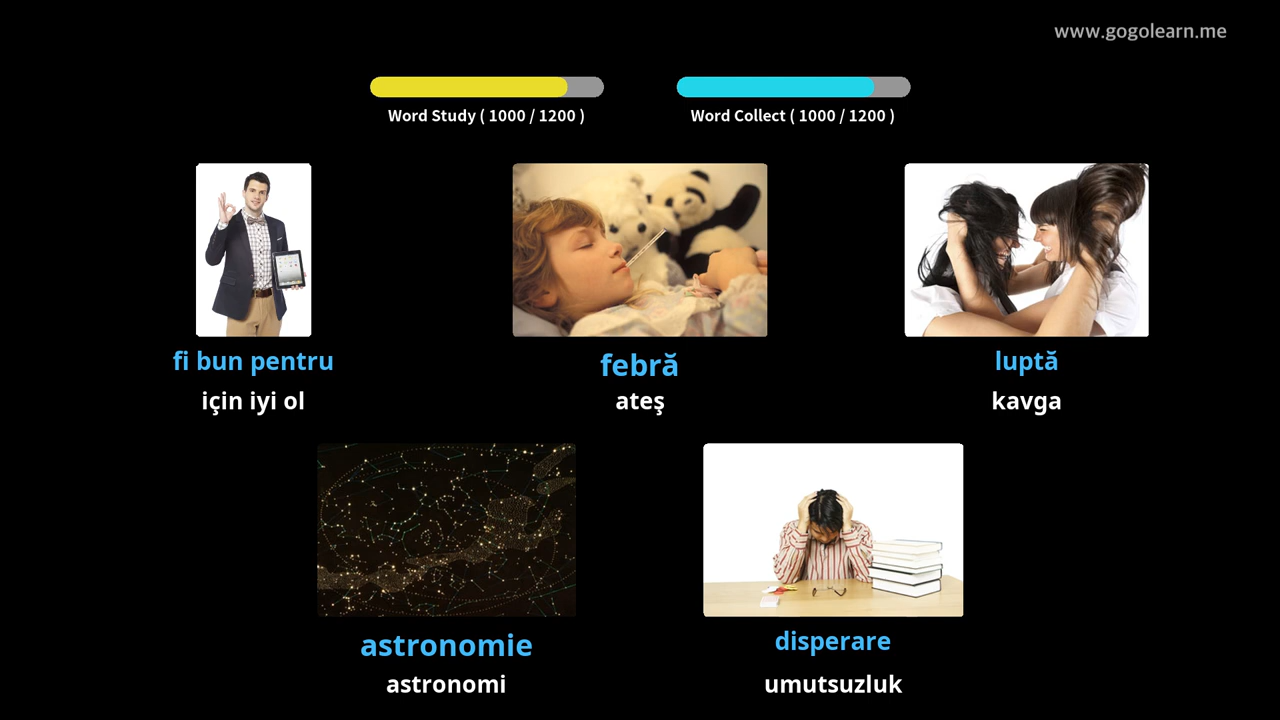 www.gogolearn.me
Word Study ( 1000 / 1200 )
Word Collect ( 1000 / 1200 )
fi bun pentru
için iyi ol
febră
ateş
luptă
kavga
astronomie
astronomi
disperare
umutsuzluk